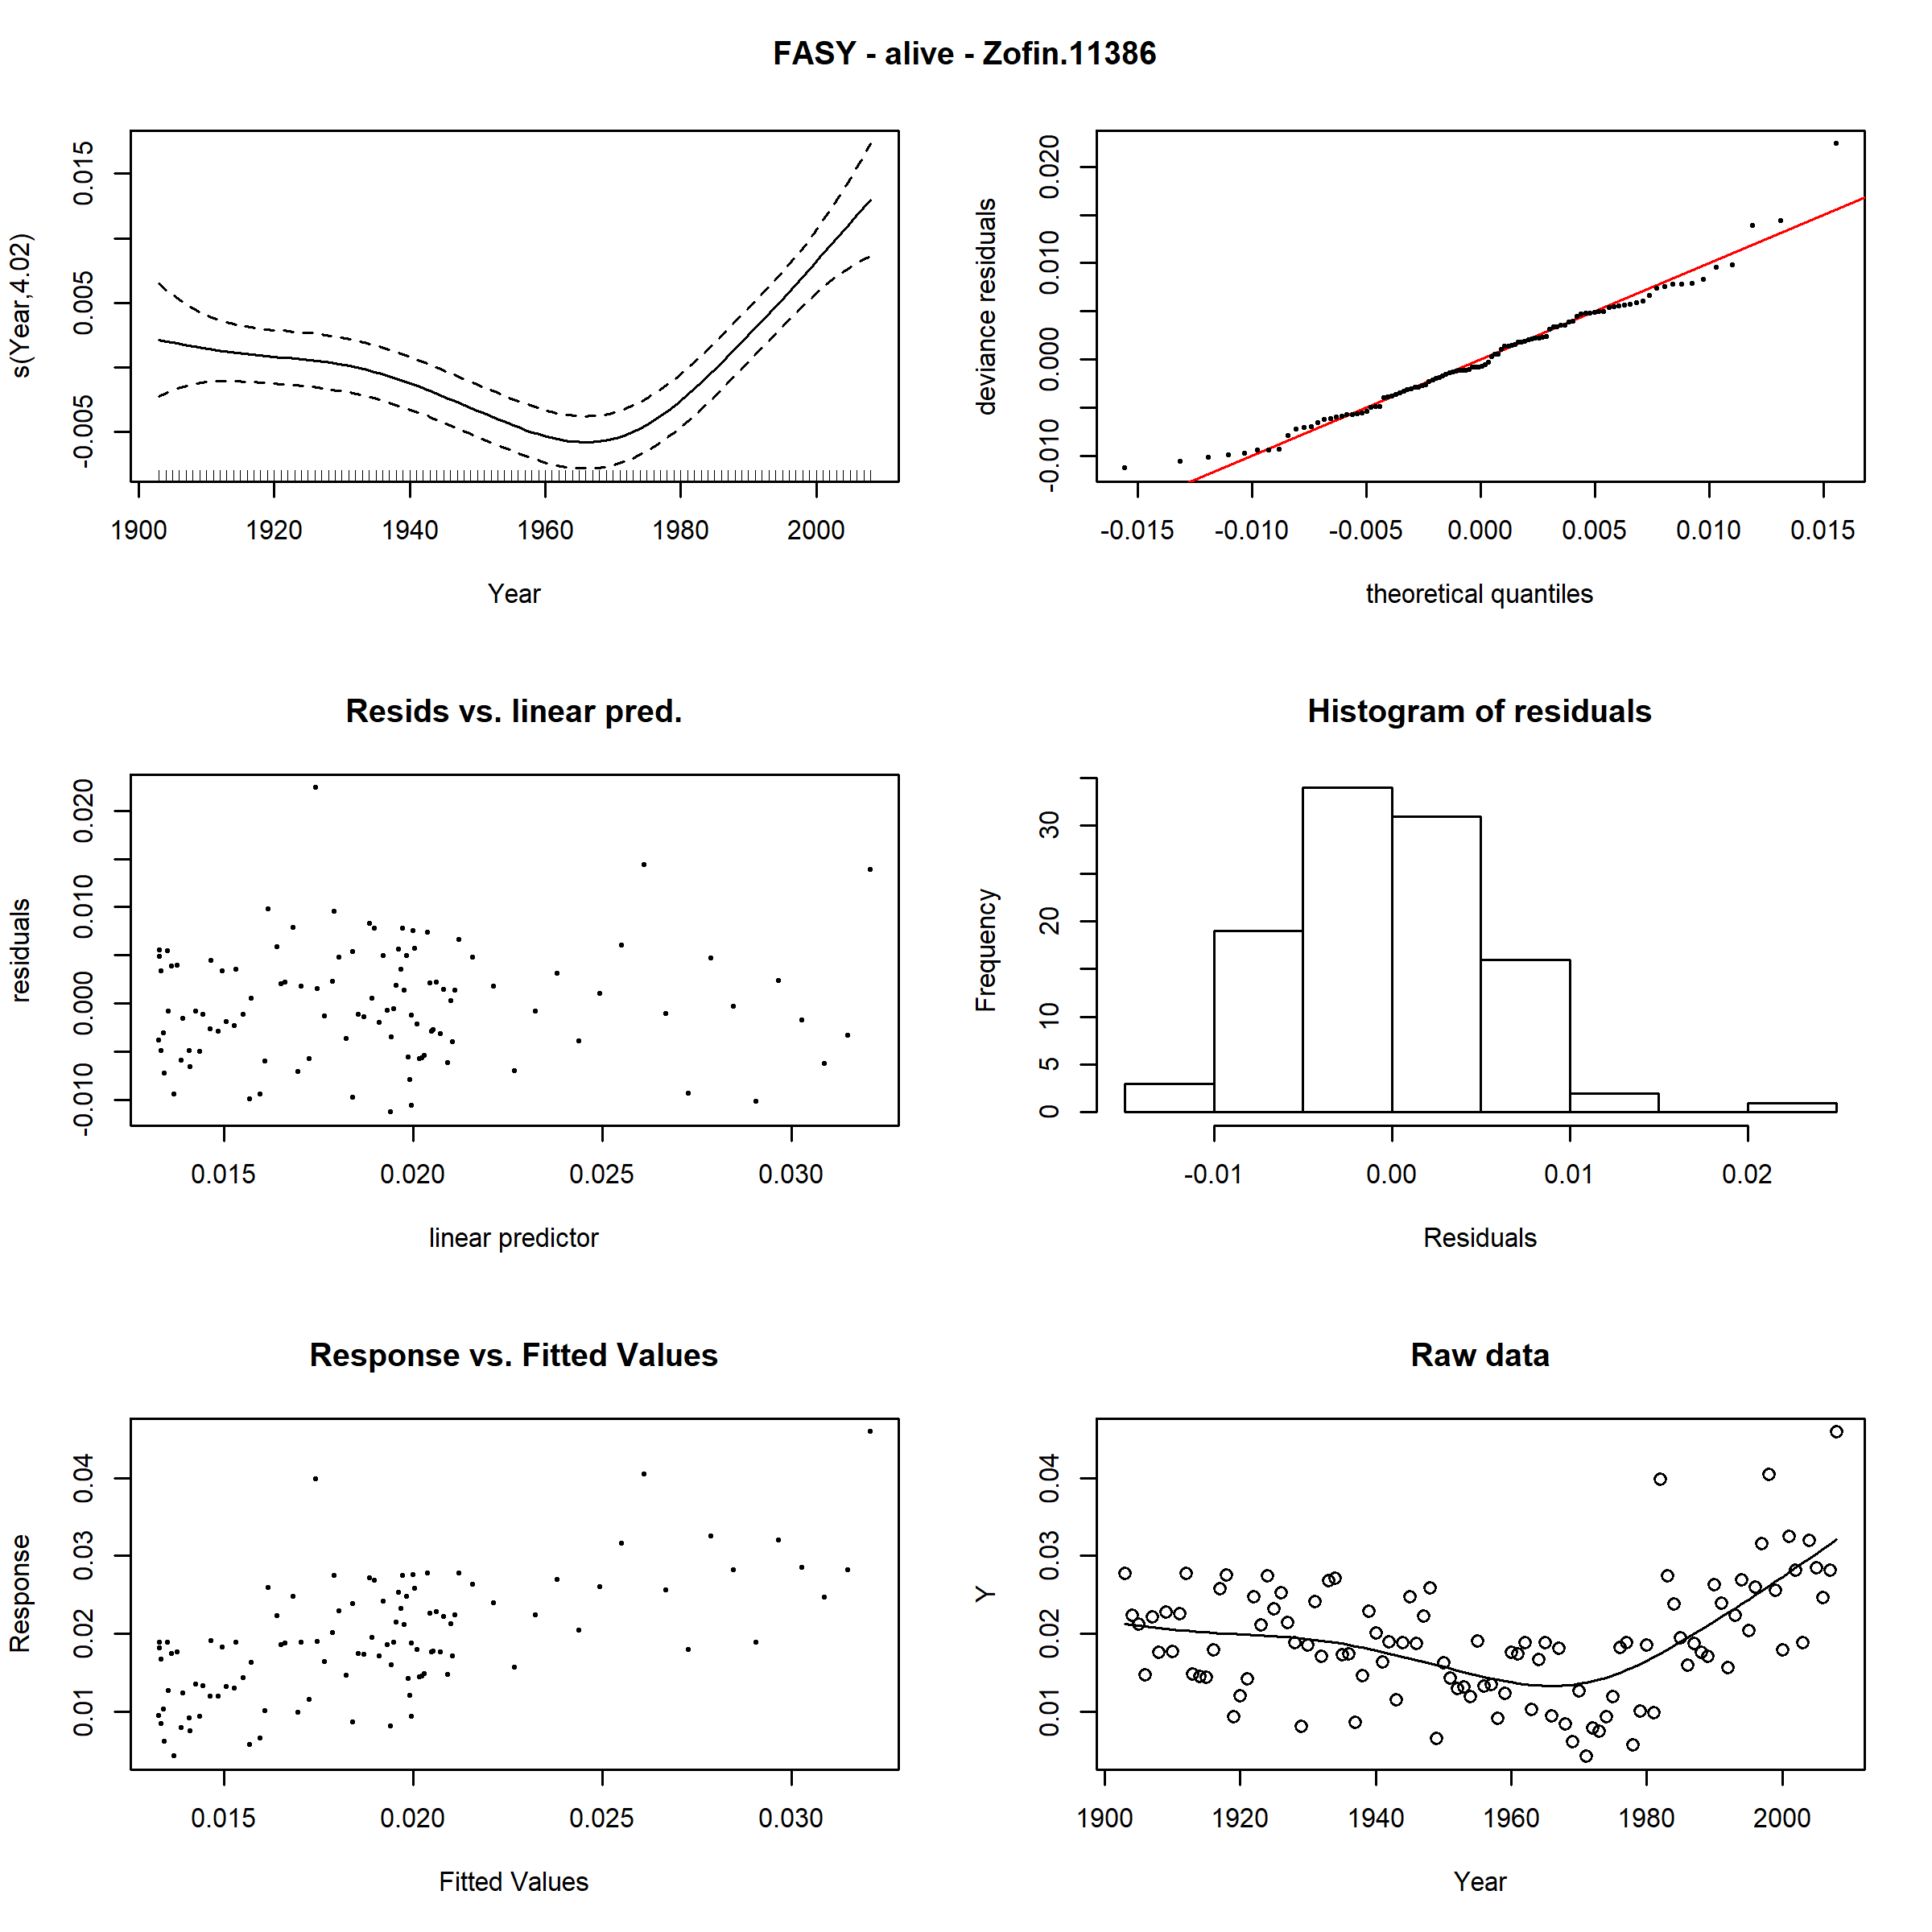 FASY - alive - Zofin.11386
s(Year,4.02)
-0.005 0.005 0.015
1900 1920 1940 1960 1980 2000
Year
deviance residuals
-0.010 0.000 0.010 0.020
-0.015 -0.010 -0.005 0.000 0.005 0.010 0.015
theoretical quantiles
Resids vs. linear pred.
residuals
-0.010 0.000 0.010 0.020
0.015 0.020 0.025 0.030
linear predictor
Histogram of residuals
Frequency
0 5 10 20 30
-0.01 0.00 0.01 0.02
Residuals
Response vs. Fitted Values
Response
0.01 0.02 0.03 0.04
0.015 0.020 0.025 0.030
Fitted Values
Raw data
Y
0.01 0.02 0.03 0.04
1900 1920 1940 1960 1980 2000
Year